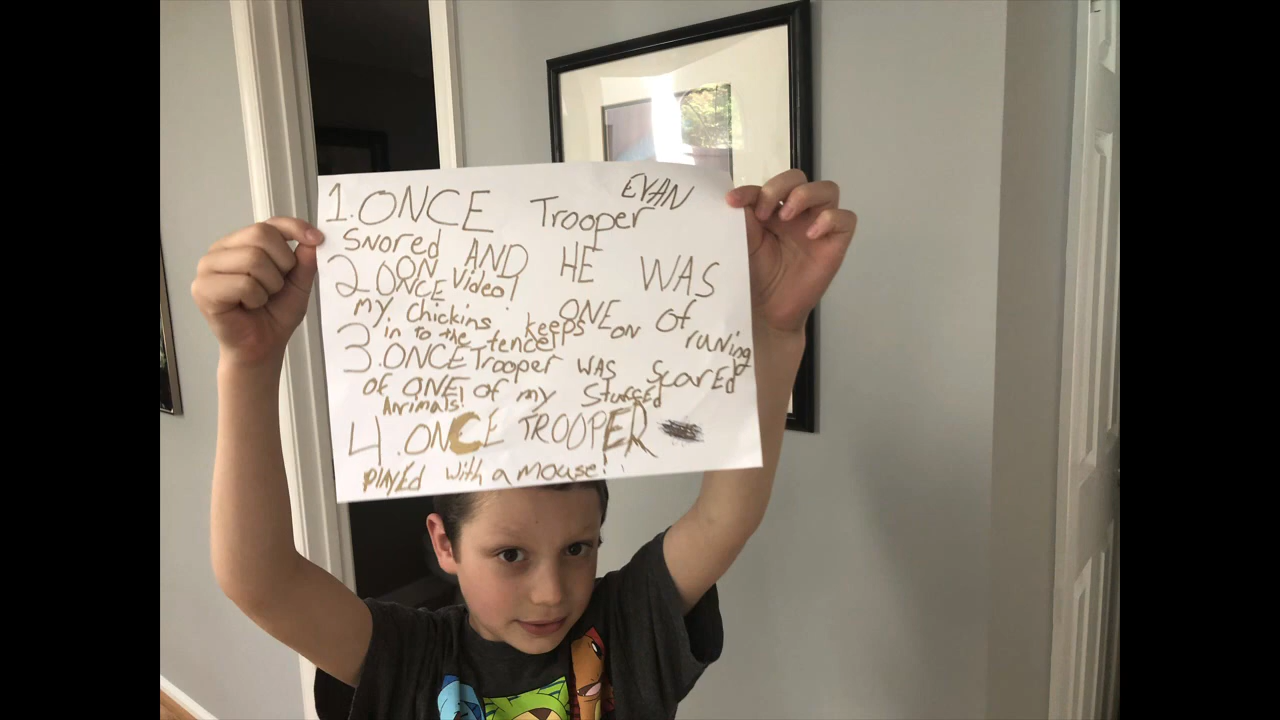 EVAN
1. ONCE Trooper
SNORED AND HE WAS
ON Video!
2 ONCE ONE OF
my chickins keeps ON runing
in to the fence!
3. ONCE Trooper WAS ScarED
OF ONE! of my StuffED
Animals!
4. ONCE TROOPER
PlAyEd with a mouse!